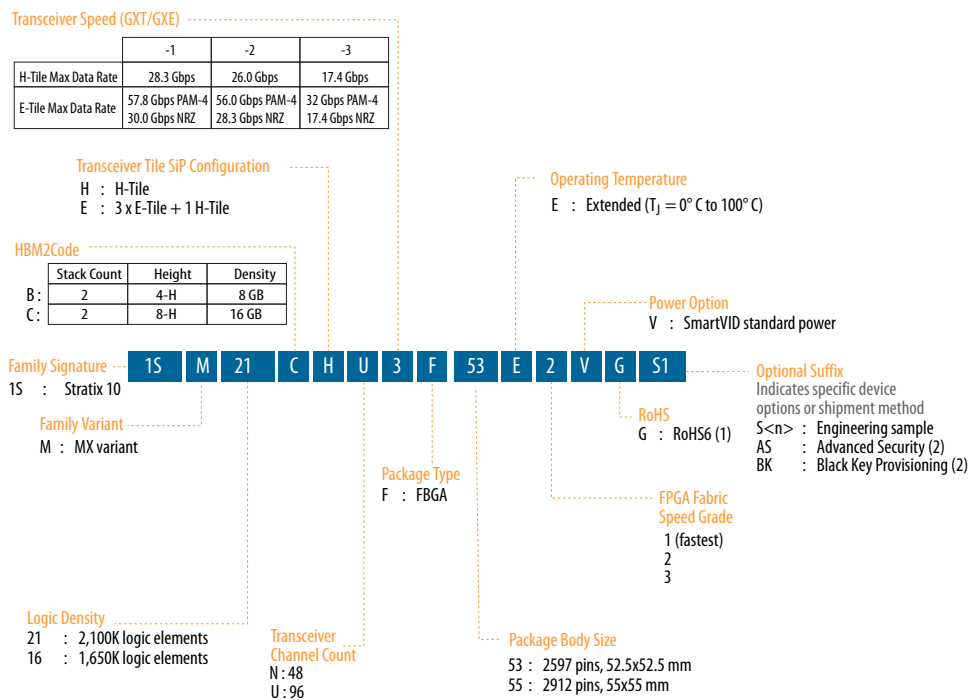 Transceiver Speed (GXT/GXE)
-1 -2 -3
H-Tile Max Data Rate 28.3 Gbps 26.0 Gbps 17.4 Gbps
E-Tile Max Data Rate 57.8 Gbps PAM-4 56.0 Gbps PAM-4 32 Gbps PAM-4
30.0 Gbps NRZ 28.3 Gbps NRZ 17.4 Gbps NRZ
Transceiver Tile SiP Configuration
H : H-Tile
E : 3 x E-Tile + 1 H-Tile
Operating Temperature
E : Extended (TJ = 0° C to 100° C)
HBM2Code
Stack Count Height Density
B : 2 4-H 8 GB
C : 2 8-H 16 GB
Power Option
V : SmartVID standard power
1S M 21 C H U 3 F 53 E 2 V G S1
Family Signature
1S : Stratix 10
Family Variant
M : MX variant
Optional Suffix
Indicates specific device
options or shipment method
S<n> : Engineering sample
AS : Advanced Security (2)
BK : Black Key Provisioning (2)
RoHS
G : RoHS6 (1)
Package Type
F : FBGA
FPGA Fabric
Speed Grade
1 (fastest)
2
3
Logic Density
21 : 2,100K logic elements
16 : 1,650K logic elements
Transceiver
Channel Count
N : 48
U : 96
Package Body Size
53 : 2597 pins, 52.5x52.5 mm
55 : 2912 pins, 55x55 mm